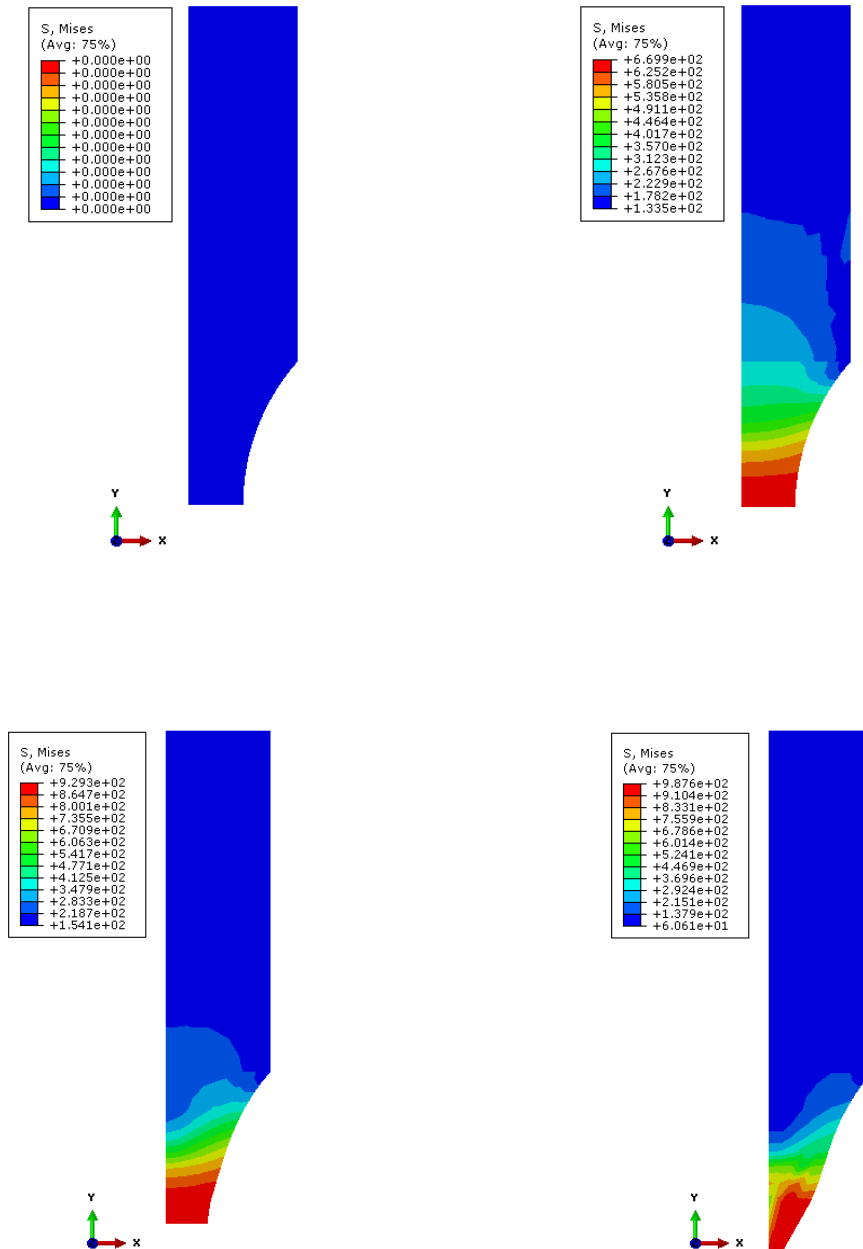 S, Mises
(Avg: 75%)
+0.000e+00
+0.000e+00
+0.000e+00
+0.000e+00
+0.000e+00
+0.000e+00
+0.000e+00
+0.000e+00
+0.000e+00
+0.000e+00
+0.000e+00
+0.000e+00
+0.000e+00
Y
X
S, Mises
(Avg: 75%)
+6.699e+02
+6.252e+02
+5.805e+02
+5.358e+02
+4.911e+02
+4.464e+02
+4.017e+02
+3.570e+02
+3.123e+02
+2.676e+02
+2.229e+02
+1.782e+02
+1.335e+02
Y
X
S, Mises
(Avg: 75%)
+9.293e+02
+8.647e+02
+8.001e+02
+7.355e+02
+6.709e+02
+6.063e+02
+5.417e+02
+4.771e+02
+4.125e+02
+3.479e+02
+2.833e+02
+2.187e+02
+1.541e+02
Y
X
S, Mises
(Avg: 75%)
+9.876e+02
+9.104e+02
+8.331e+02
+7.559e+02
+6.786e+02
+6.014e+02
+5.241e+02
+4.469e+02
+3.696e+02
+2.924e+02
+2.151e+02
+1.379e+02
+6.061e+01
Y
X